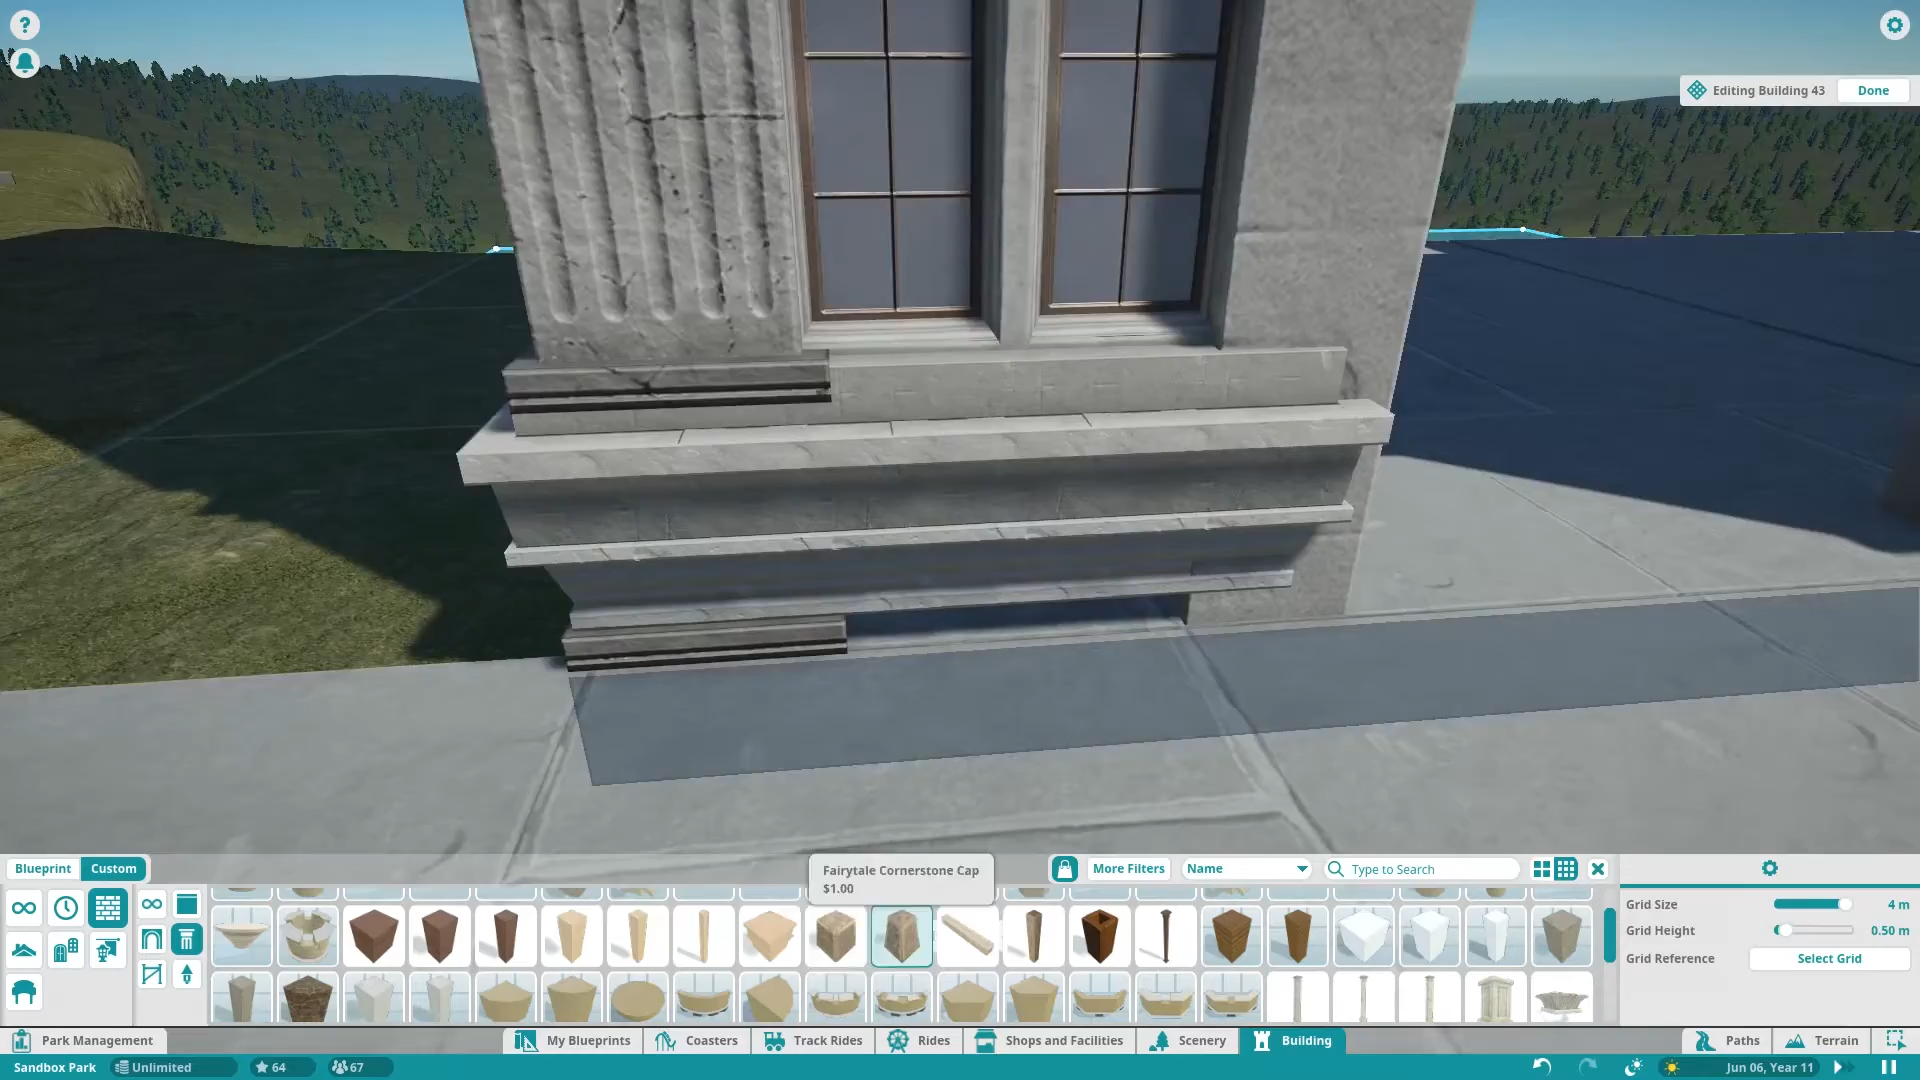 ?
Editing Building 43
Done
Fairytale Cornerstone Cap
$1.00
Blueprint
Custom
More Filters
Name
Type to Search
Grid Size
4 m
Grid Height
0.50 m
Grid Reference
Select Grid
Park Management
My Blueprints
Coasters
Track Rides
Rides
Shops and Facilities
Scenery
Building
Paths
Terrain
Sandbox Park
Unlimited
64
67
Jun 06, Year 11